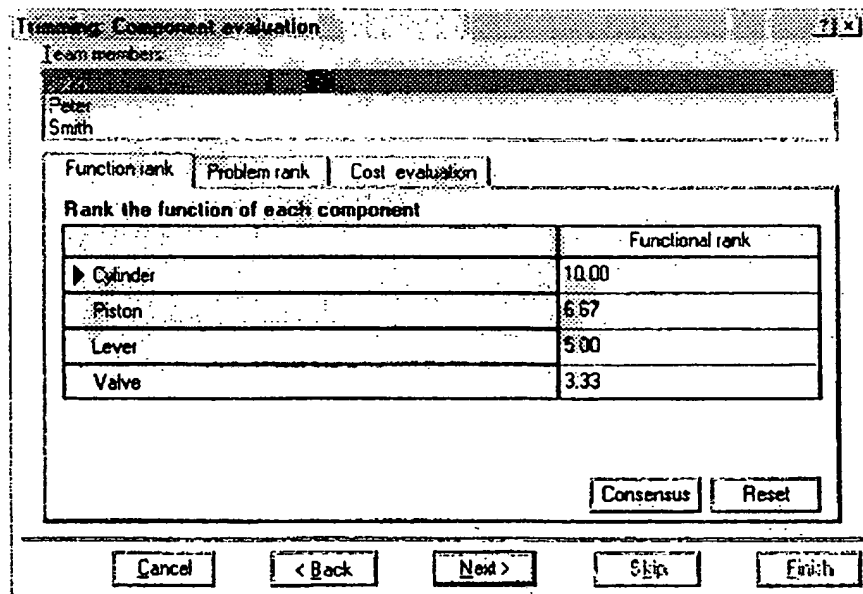 Trimming: Component evaluation ? ×
Team members
Peter
Smith
Function rank Problem rank Cost evaluation
Rank the function of each component
Functional rank
Cylinder 10.00
Piston 6.67
Lever 5.00
Valve 3.33
Consensus Reset
Cancel < Back Next > Skip Finish